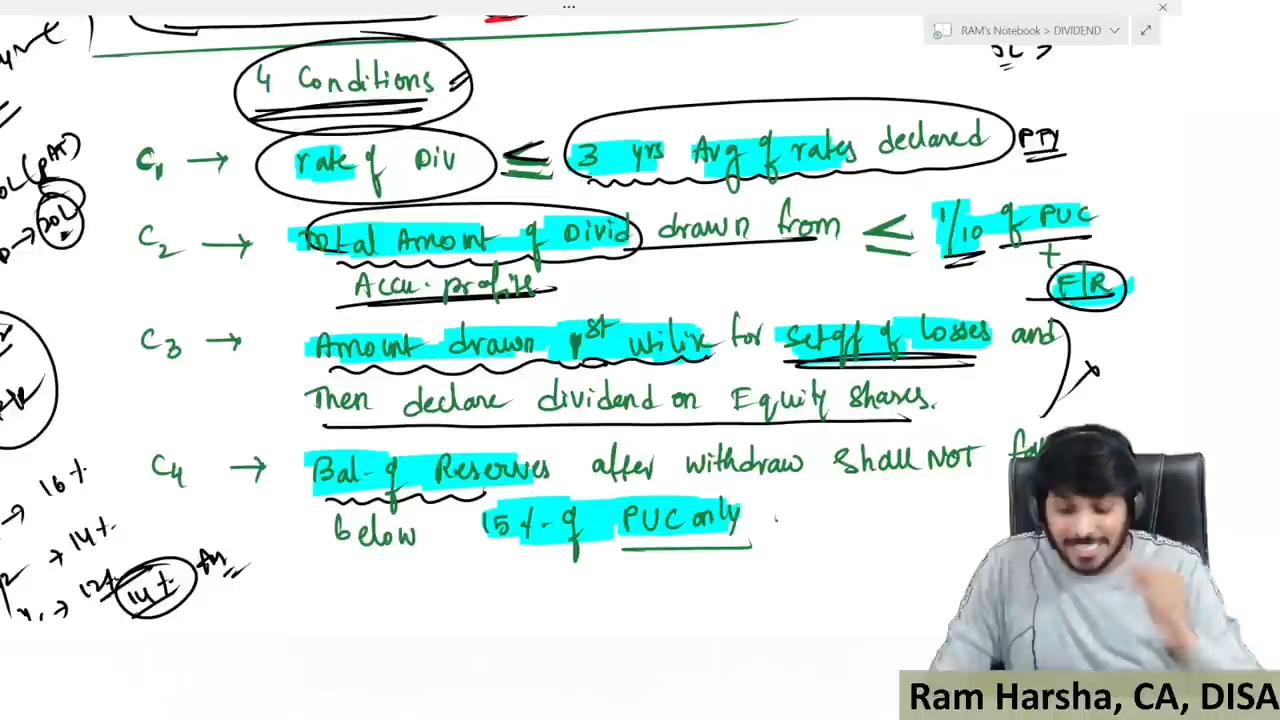 RAM's Notebook > DIVIDEND
4 Conditions
C1 → rate of Div ≤ 3 yrs Avg of rates declared PTY
C2 → Total Amount of Divid drawn from ≤ 1/10 of PUC
Accu. profits + F/R
C3 → Amount drawn 1st utiliz for setoff of losses and
Then declare dividend on Equity shares.
C4 → Bal- of Reserves after withdraw shall NOT
below 15%- of PUC only
→ 16%
→ 14%
→ 12%
14%
Ram Harsha, CA, DISA